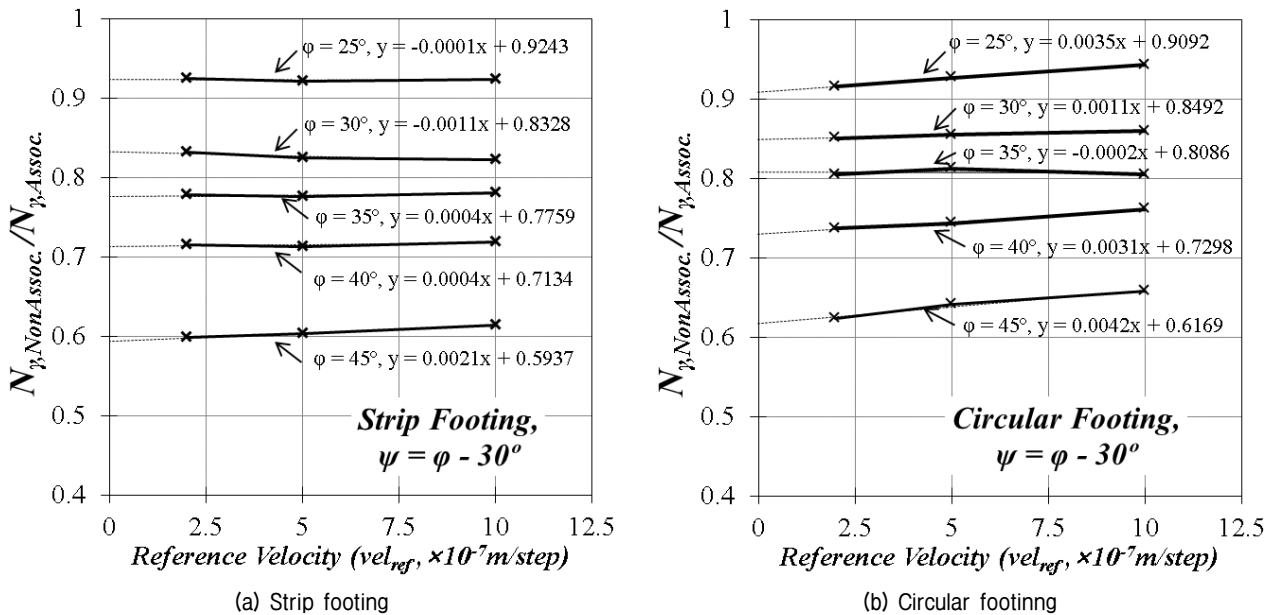 N_γ,NonAssoc./N_γ,Assoc.
1
0.9
0.8
0.7
0.6
0.5
0.4
φ = 25°, y = -0.0001x + 0.9243
φ = 30°, y = -0.0011x + 0.8328
φ = 35°, y = 0.0004x + 0.7759
φ = 40°, y = 0.0004x + 0.7134
φ = 45°, y = 0.0021x + 0.5937
Strip Footing,
ψ = φ - 30º
0 2.5 5 7.5 10 12.5
Reference Velocity (vel_ref, ×10⁻⁷m/step)
(a) Strip footing
N_γ,NonAssoc./N_γ,Assoc.
1
0.9
0.8
0.7
0.6
0.5
0.4
φ = 25°, y = 0.0035x + 0.9092
φ = 30°, y = 0.0011x + 0.8492
φ = 35°, y = -0.0002x + 0.8086
φ = 40°, y = 0.0031x + 0.7298
φ = 45°, y = 0.0042x + 0.6169
Circular Footing,
ψ = φ - 30º
0 2.5 5 7.5 10 12.5
Reference Velocity (vel_ref, ×10⁻⁷m/step)
(b) Circular footinng